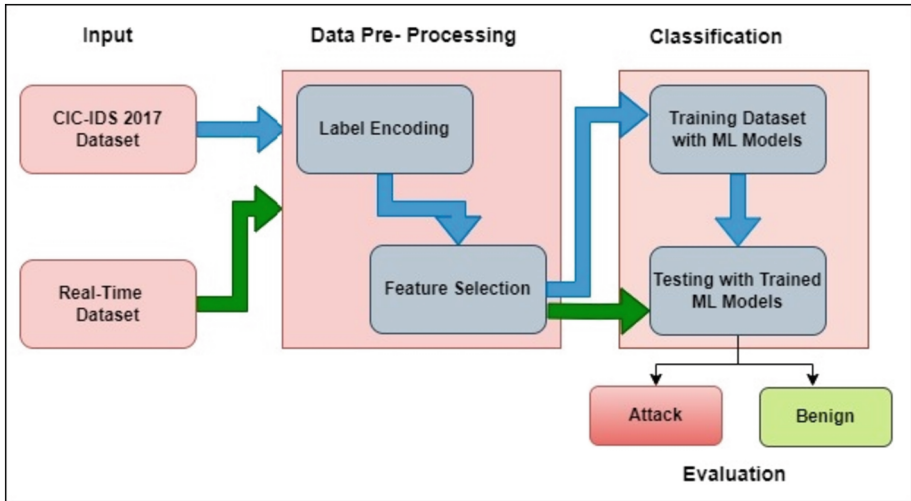 Input
Data Pre- Processing
Classification
CIC-IDS 2017
Dataset
Label Encoding
Training Dataset
with ML Models
Real-Time
Dataset
Feature Selection
Testing with Trained
ML Models
Attack
Benign
Evaluation